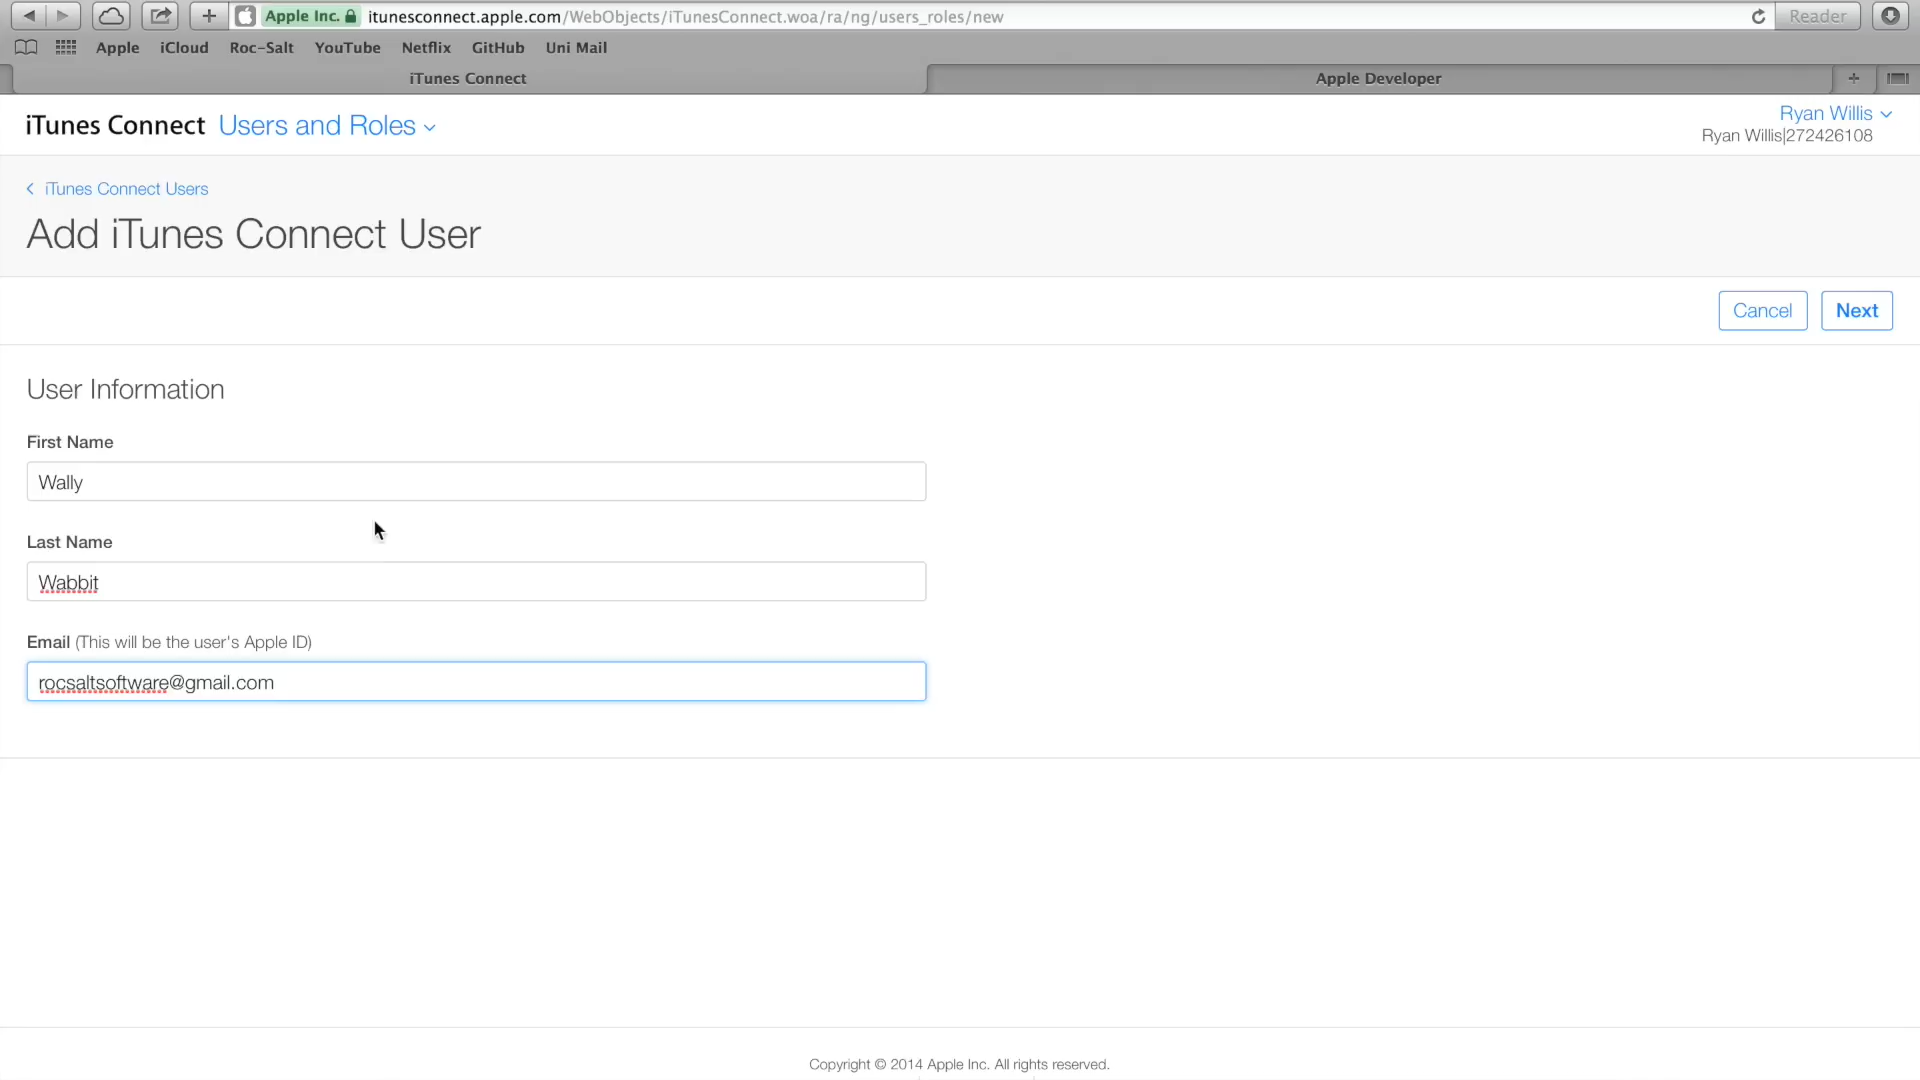 Apple Inc. itunesconnect.apple.com/WebObjects/iTunesConnect.woa/ra/ng/users_roles/new Reader
Apple iCloud Roc-Salt YouTube Netflix GitHub Uni Mail
iTunes Connect Apple Developer
iTunes Connect Users and Roles Ryan Willis
Ryan Willis|272426108
iTunes Connect Users
Add iTunes Connect User
Cancel Next
User Information
First Name
Wally
Last Name
Wabbit
Email (This will be the user's Apple ID)
rocsaltsoftware@gmail.com
Copyright © 2014 Apple Inc. All rights reserved.